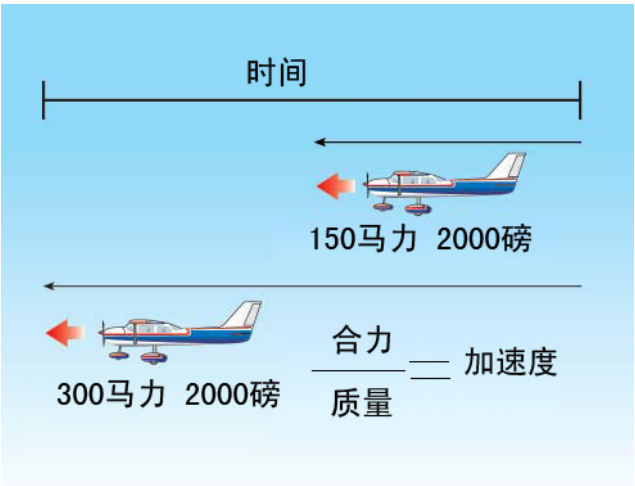 时间
150马力 2000磅
300马力 2000磅
合力
质量
= 加速度